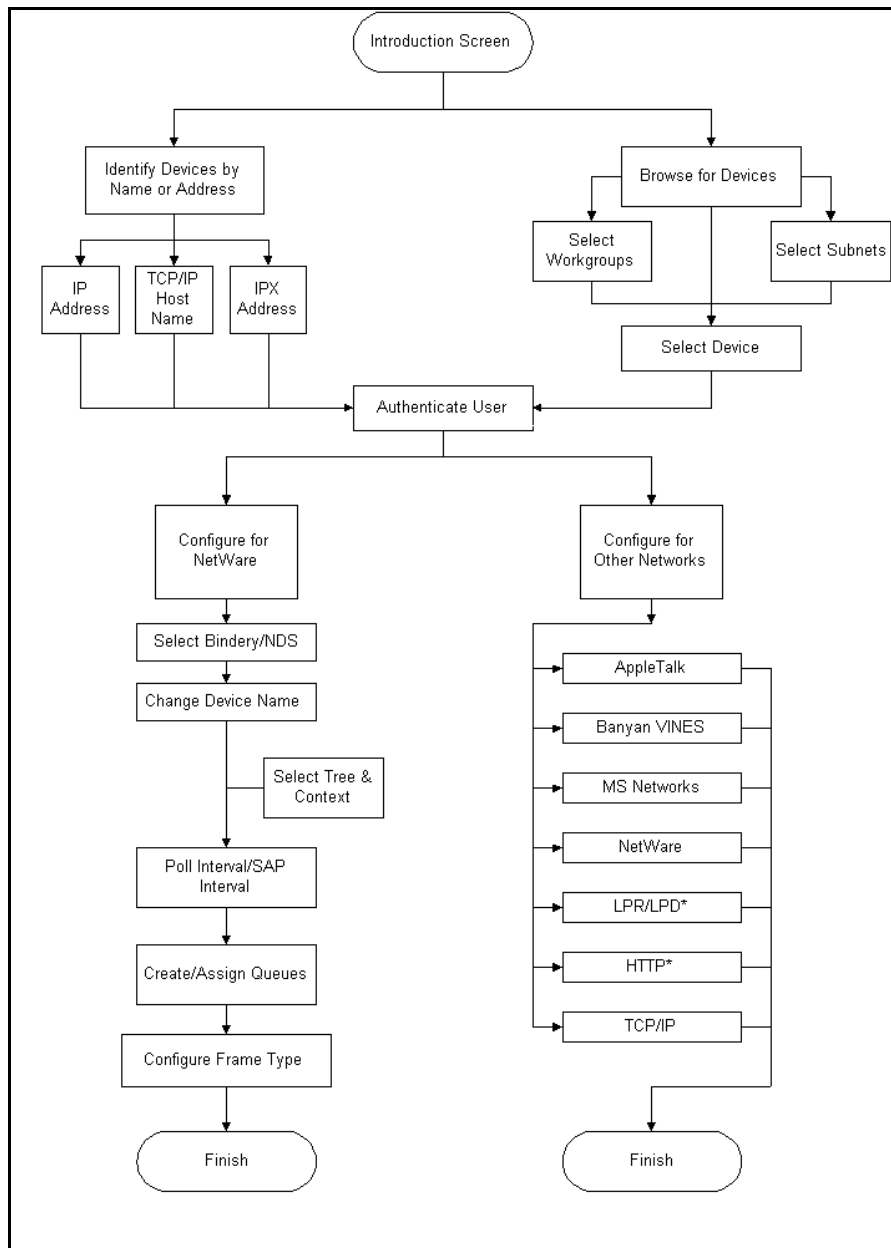 Introduction Screen
Identify Devices by
Name or Address
Browse for Devices
Select
Workgroups
Select Subnets
IP
Address
TCP/IP
Host
Name
IPX
Address
Select Device
Authenticate User
Configure for
NetWare
Configure for
Other Networks
Select Bindery/NDS
Change Device Name
Select Tree &
Context
Poll Interval/SAP
Interval
Create/Assign Queues
Configure Frame Type
Finish
AppleTalk
Banyan VINES
MS Networks
NetWare
LPR/LPD*
HTTP*
TCP/IP
Finish